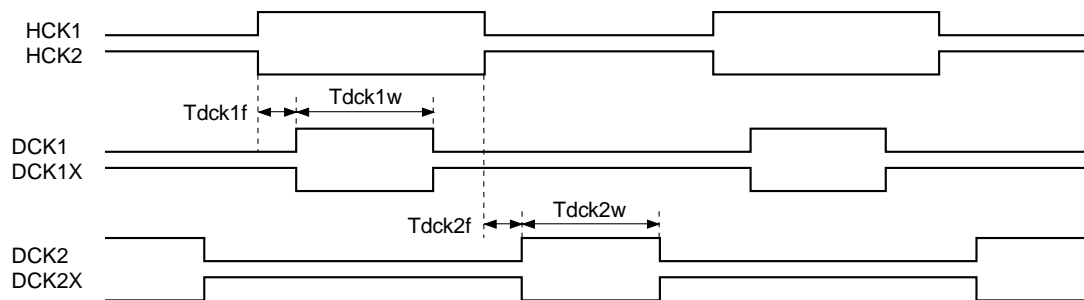 HCK1
HCK2
Tdck1f
Tdck1w
DCK1
DCK1X
Tdck2f
Tdck2w
DCK2
DCK2X